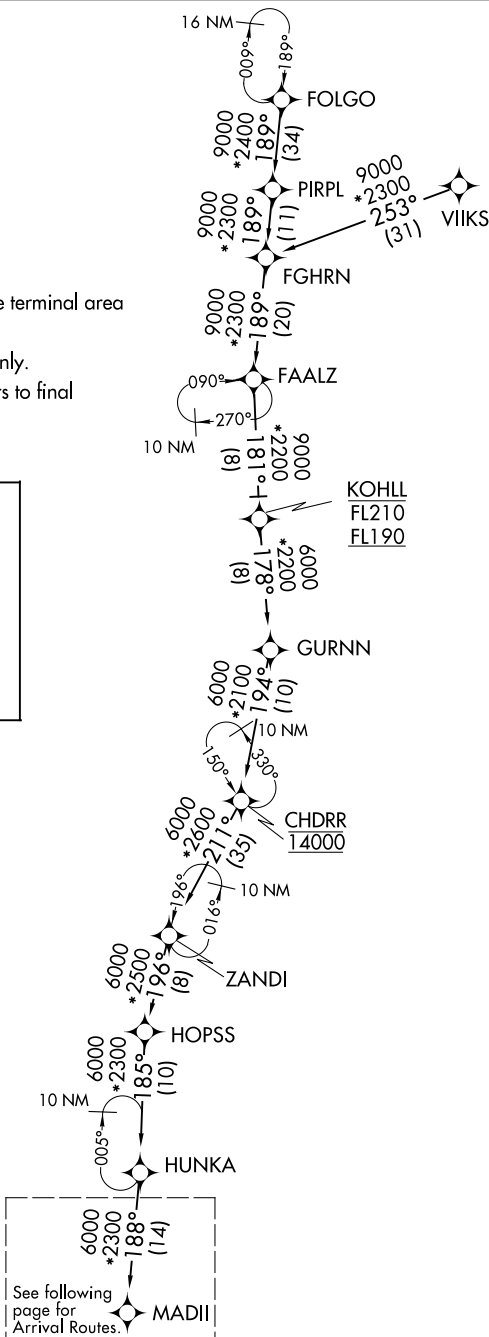 16 NM
009°
189°
FOLGO
9000
*2400
189°
(34)
PIRPL
9000
*2300
253°
(31)
VIIKS
9000
*2300
189°
(11)
FGHRN
e terminal area
9000
*2300
189°
(20)
nly.
rs to final
FAALZ
090°
270°
10 NM
9000
*2200
181°
(8)
KOHLL
FL210
FL190
6000
*2200
178°
(8)
GURNN
6000
*2100
194°
(10)
10 NM
150°
330°
CHDRR
14000
6000
*2600
211°
(35)
196°
016°
10 NM
ZANDI
6000
*2500
196°
(8)
HOPSS
6000
*2300
185°
(10)
10 NM
005°
HUNKA
6000
*2300
188°
(14)
See following
page for
Arrival Routes.
MADII